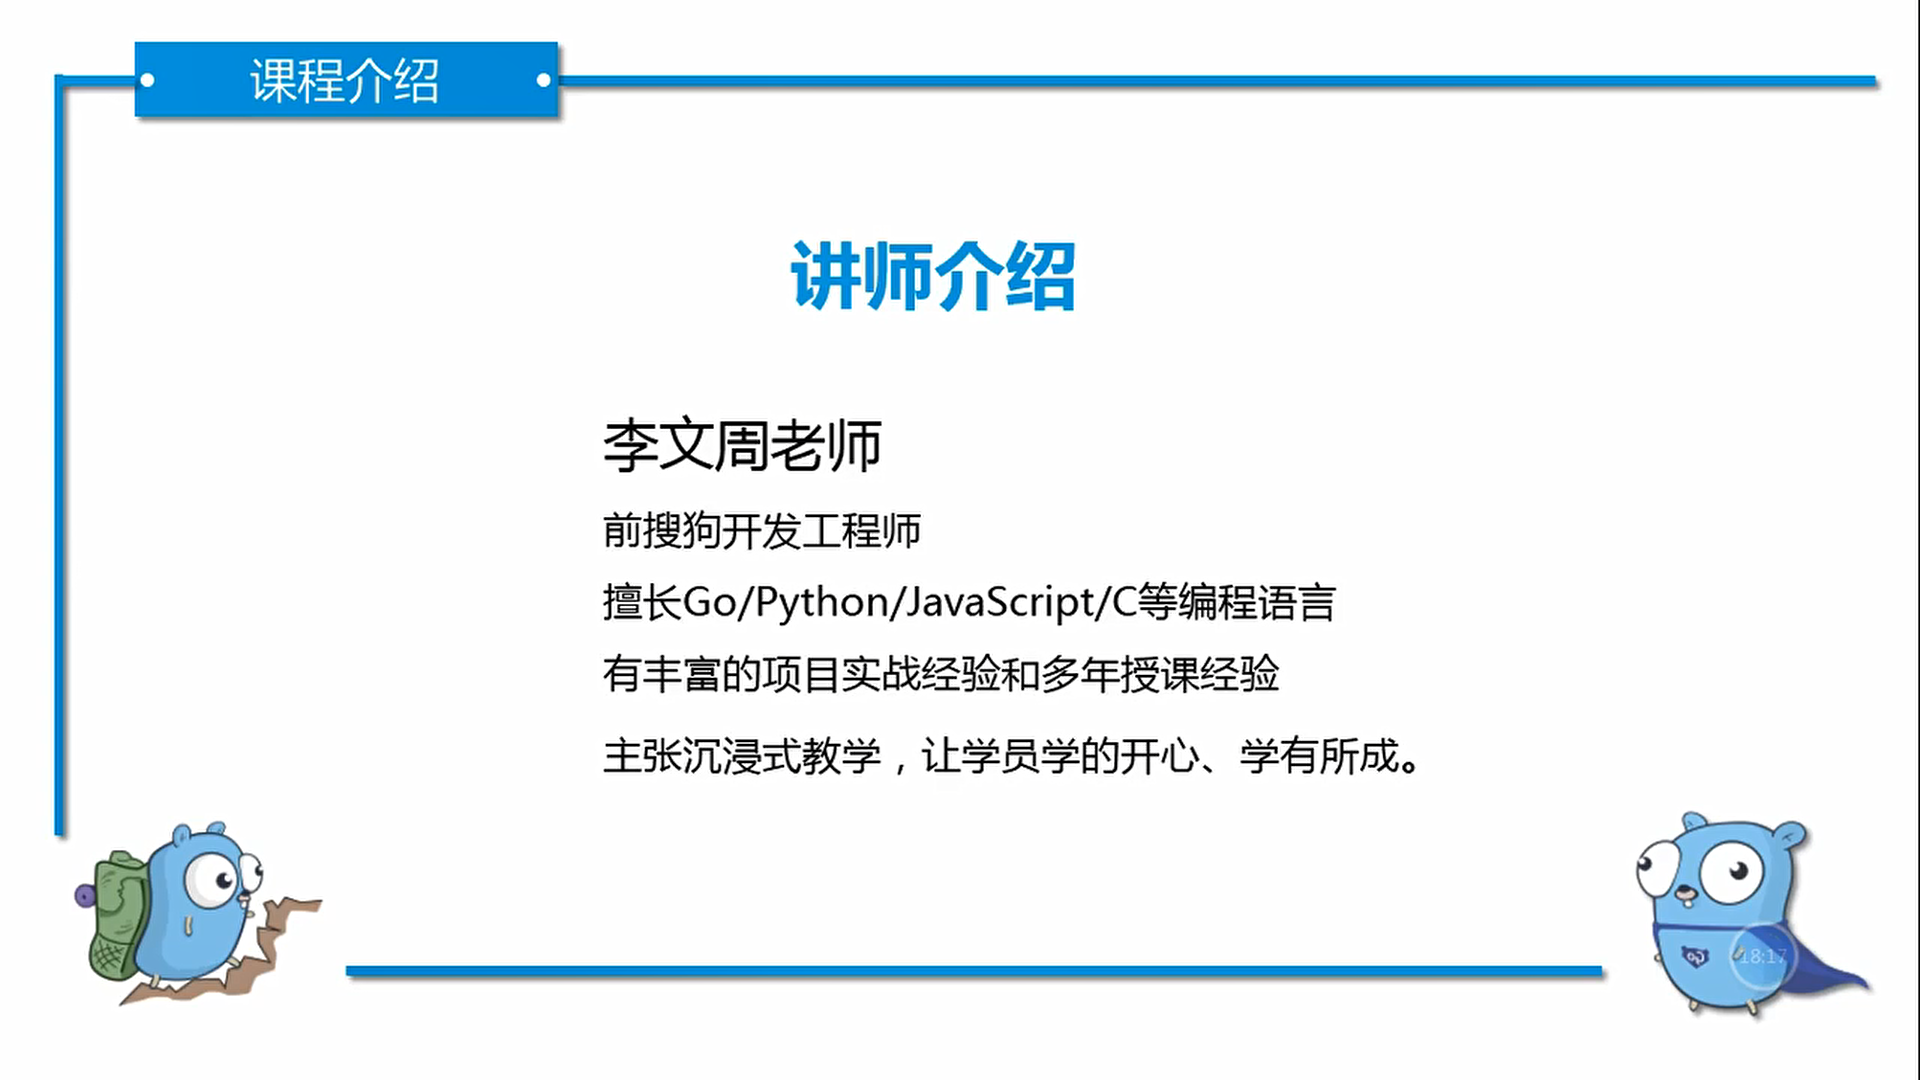 课程介绍
讲师介绍
李文周老师
前搜狗开发工程师
擅长Go/Python/JavaScript/C等编程语言
有丰富的项目实战经验和多年授课经验
主张沉浸式教学，让学员学的开心、学有所成。
18:17